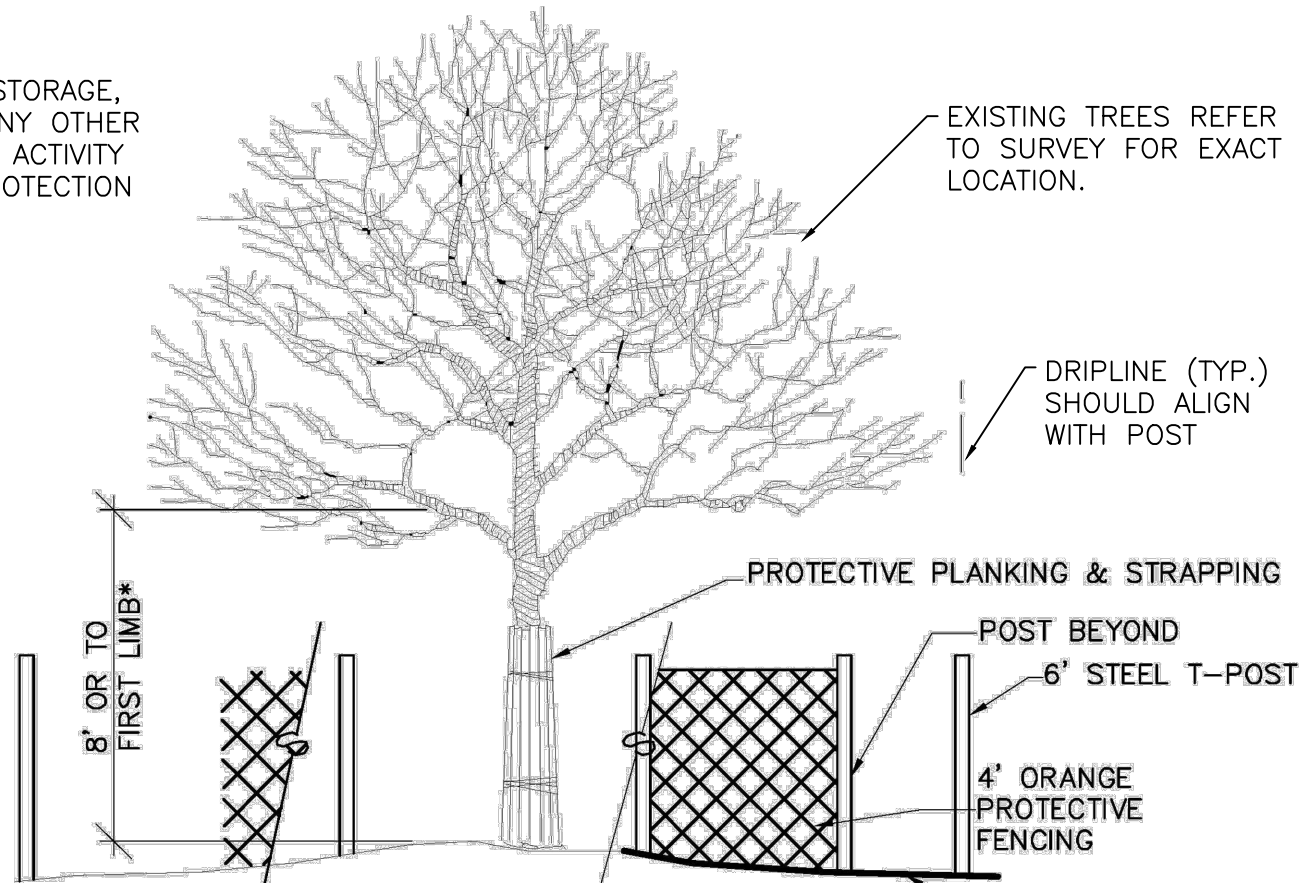 STORAGE,
NY OTHER
ACTIVITY
OTECTION
EXISTING TREES REFER
TO SURVEY FOR EXACT
LOCATION.
DRIPLINE (TYP.)
SHOULD ALIGN
WITH POST
PROTECTIVE PLANKING & STRAPPING
POST BEYOND
6' STEEL T-POST
4' ORANGE
PROTECTIVE
FENCING
8' OR TO
FIRST LIMB*